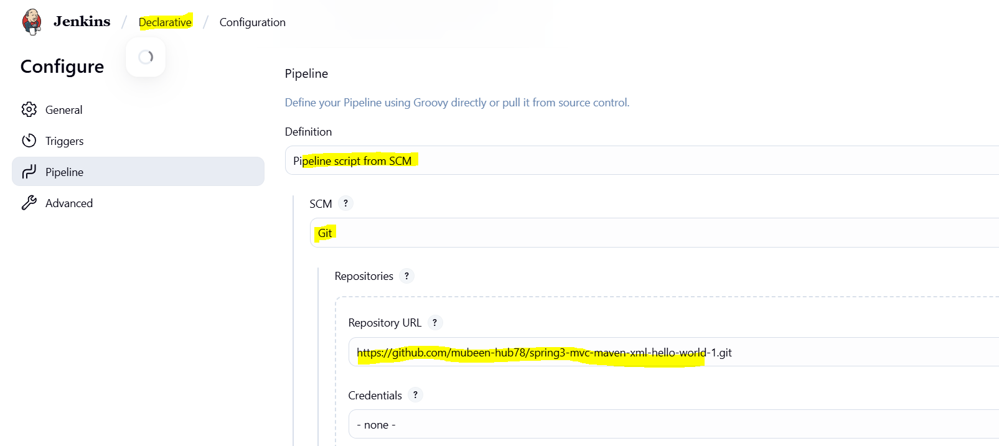 Jenkins / Declarative / Configuration
Configure
General
Triggers
Pipeline
Advanced
Pipeline
Define your Pipeline using Groovy directly or pull it from source control.
Definition
Pipeline script from SCM
SCM ?
Git
Repositories ?
Repository URL ?
https://github.com/mubeen-hub78/spring3-mvc-maven-xml-hello-world-1.git
Credentials ?
- none -